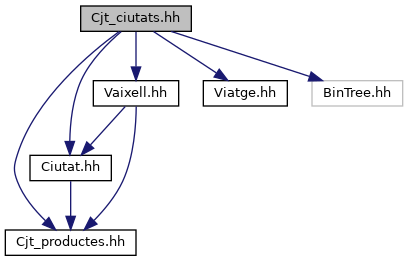 Cjt_ciutats.hh
Vaixell.hh
Viatge.hh
BinTree.hh
Ciutat.hh
Cjt_productes.hh